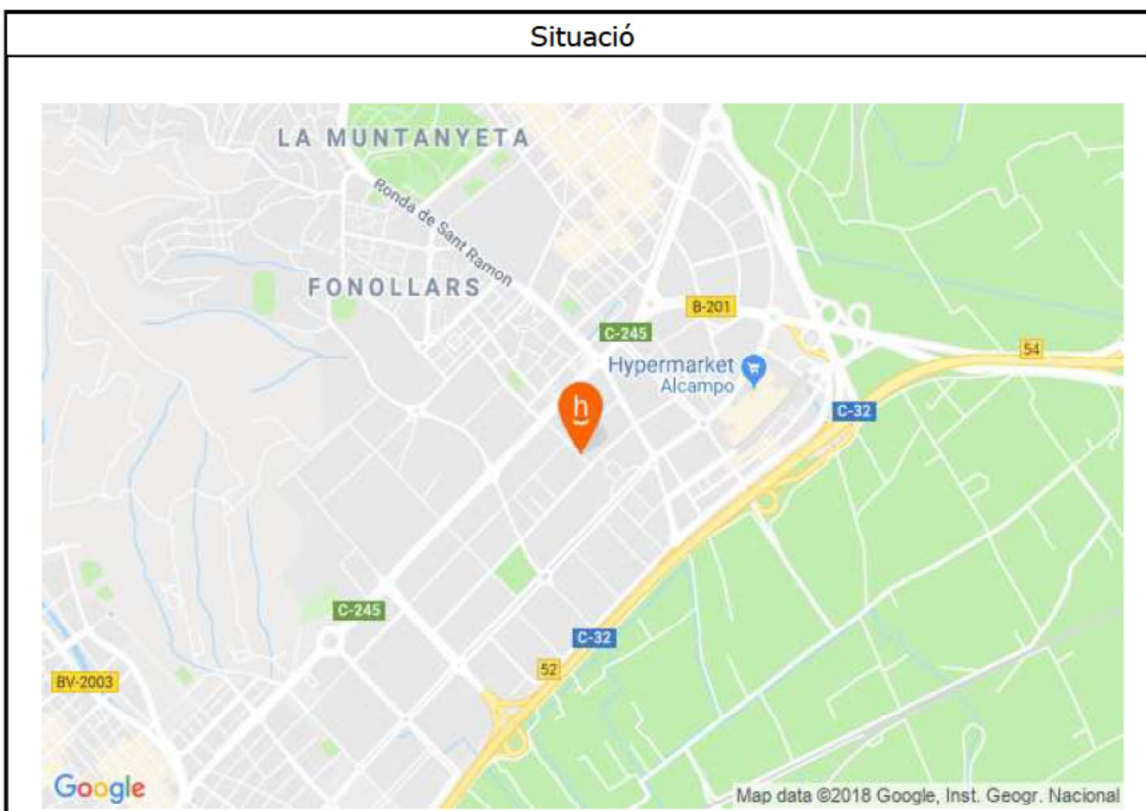 Situació
LA MUNTANYETA
Ronda de Sant Ramon
FONOLLARS
B-201
C-245
54
Hypermarket
Alcampo
h
C-32
C-245
C-32
52
BV-2003
Google
Map data ©2018 Google, Inst. Geogr. Nacional